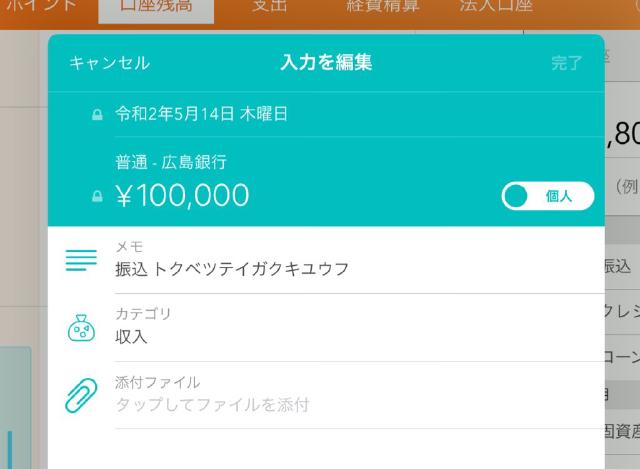 ポイント 口座残高 支出 経費精算 法人口座
キャンセル 入力を編集 完了
令和2年5月14日 木曜日
普通 - 広島銀行
¥100,000
個人
メモ
振込 トクベツテイガクキユウフ
カテゴリ
収入
添付ファイル
タップしてファイルを添付
,80
（例
振込
クレジ
ローン
固資産